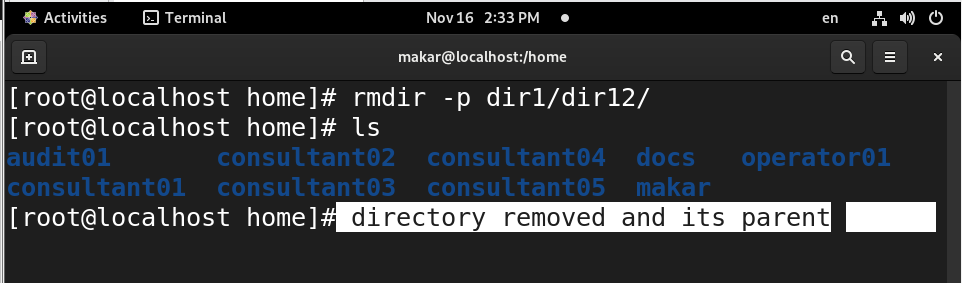 Activities Terminal Nov 16 2:33 PM en
makar@localhost:/home
[root@localhost home]# rmdir -p dir1/dir12/
[root@localhost home]# ls
audit01 consultant02 consultant04 docs operator01
consultant01 consultant03 consultant05 makar
[root@localhost home]# directory removed and its parent